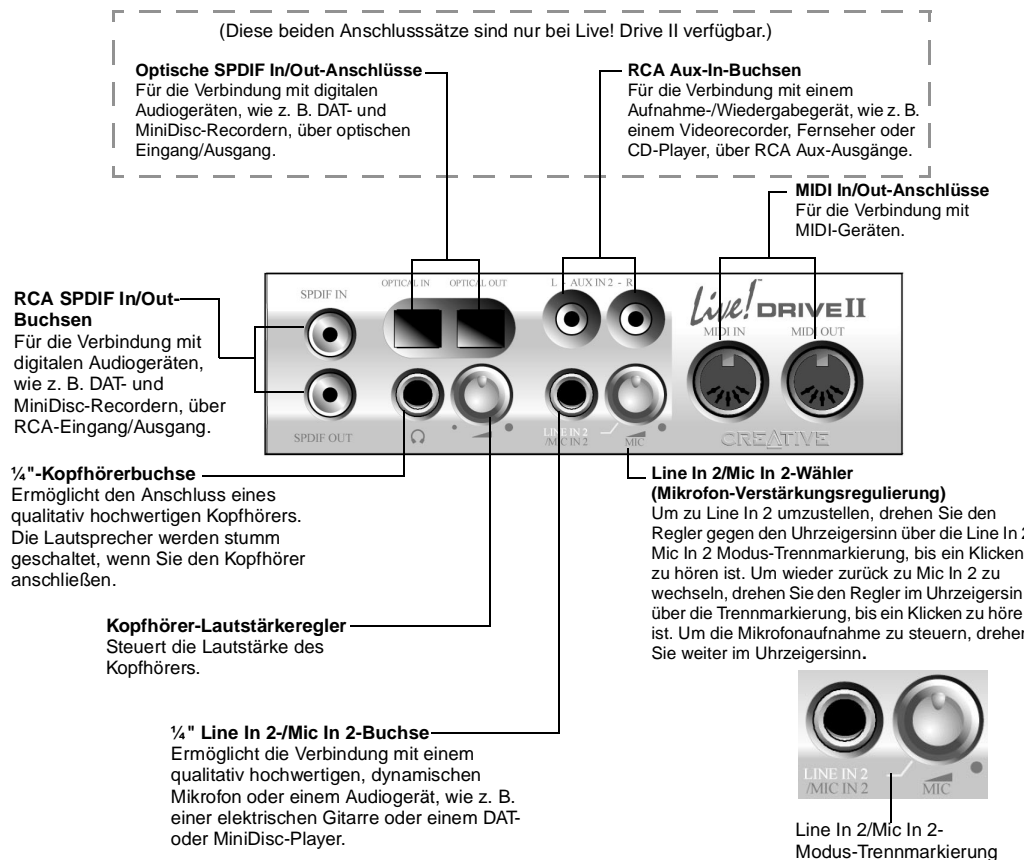 (Diese beiden Anschlusssätze sind nur bei Live! Drive II verfügbar.)
Optische SPDIF In/Out-Anschlüsse
Für die Verbindung mit digitalen
Audiogeräten, wie z. B. DAT- und
MiniDisc-Recordern, über optischen
Eingang/Ausgang.
RCA Aux-In-Buchsen
Für die Verbindung mit einem
Aufnahme-/Wiedergabegerät, wie z. B.
einem Videorecorder, Fernseher oder
CD-Player, über RCA Aux-Ausgänge.
MIDI In/Out-Anschlüsse
Für die Verbindung mit
MIDI-Geräten.
RCA SPDIF In/Out-
Buchsen
Für die Verbindung mit
digitalen Audiogeräten,
wie z. B. DAT- und
MiniDisc-Recordern, über
RCA-Eingang/Ausgang.
SPDIF IN
OPTICAL IN
OPTICAL OUT
L - AUX IN 2 - R
Live! DRIVE II
MIDI IN
MIDI OUT
SPDIF OUT
LINE IN 2
/MIC IN 2
MIC
CREATIVE
¼"-Kopfhörerbuchse
Ermöglicht den Anschluss eines
qualitativ hochwertigen Kopfhörers.
Die Lautsprecher werden stumm
geschaltet, wenn Sie den Kopfhörer
anschließen.
Line In 2/Mic In 2-Wähler
(Mikrofon-Verstärkungsregulierung)
Um zu Line In 2 umzustellen, drehen Sie den
Regler gegen den Uhrzeigersinn über die Line In 2
Mic In 2 Modus-Trennmarkierung, bis ein Klicken
zu hören ist. Um wieder zurück zu Mic In 2 zu
wechseln, drehen Sie den Regler im Uhrzeigersin
über die Trennmarkierung, bis ein Klicken zu höre
ist. Um die Mikrofonaufnahme zu steuern, drehen
Sie weiter im Uhrzeigersinn.
Kopfhörer-Lautstärkeregler
Steuert die Lautstärke des
Kopfhörers.
¼" Line In 2-/Mic In 2-Buchse
Ermöglicht die Verbindung mit einem
qualitativ hochwertigen, dynamischen
Mikrofon oder einem Audiogerät, wie z. B.
einer elektrischen Gitarre oder einem DAT-
oder MiniDisc-Player.
LINE IN 2
/MIC IN 2
MIC
Line In 2/Mic In 2-
Modus-Trennmarkierung